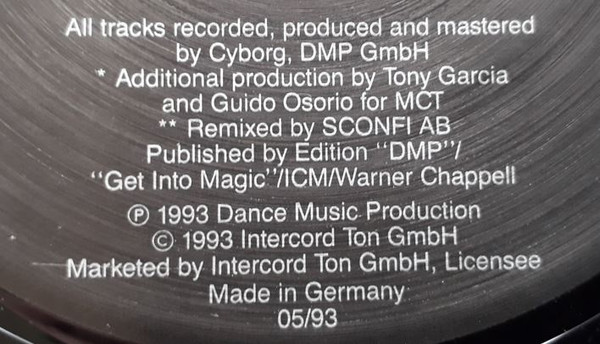 All tracks recorded, produced and mastered
by Cyborg, DMP GmbH
* Additional production by Tony Garcia
and Guido Osorio for MCT
** Remixed by SCONFI AB
Published by Edition "DMP"/
"Get Into Magic"/ICM/Warner Chappell
Ⓟ 1993 Dance Music Production
© 1993 Intercord Ton GmbH
Marketed by Intercord Ton GmbH, Licensee
Made in Germany
05/93